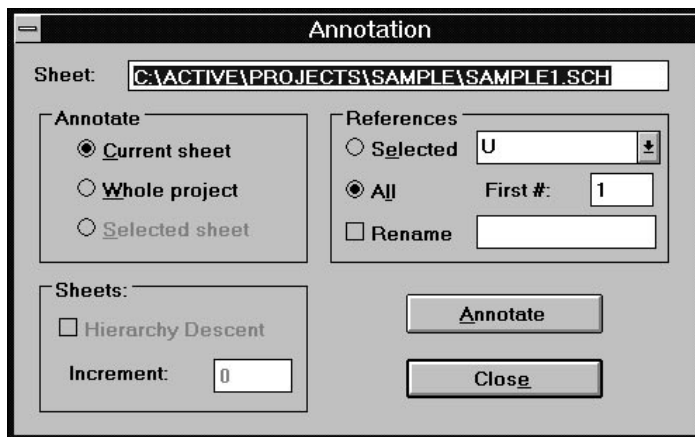 Annotation
Sheet: C:\ACTIVE\PROJECTS\SAMPLE\SAMPLE1.SCH
Annotate
Current sheet
Whole project
Selected sheet
References
Selected U
All First #: 1
Rename
Sheets:
Hierarchy Descent
Increment: 0
Annotate
Close